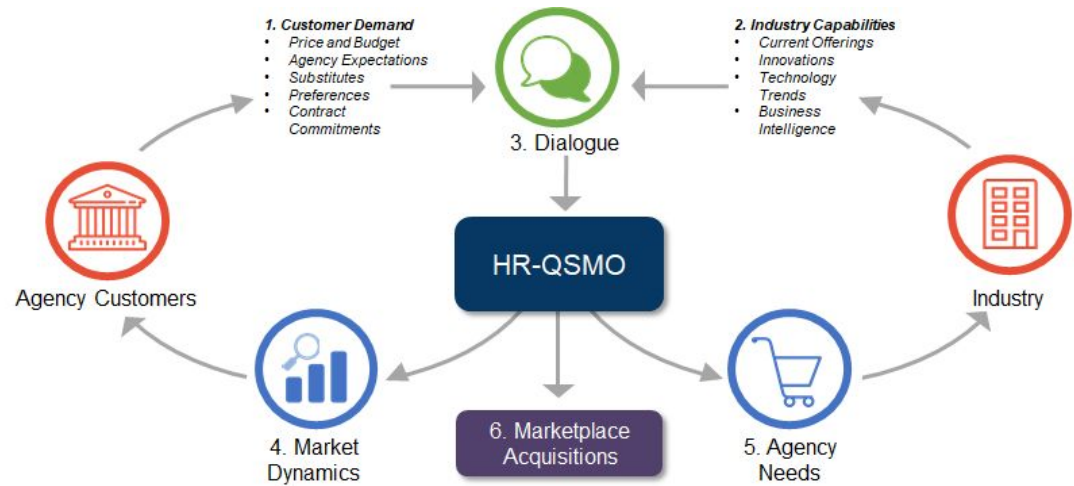 1. Customer Demand
• Price and Budget
• Agency Expectations
• Substitutes
• Preferences
• Contract
Commitments
2. Industry Capabilities
• Current Offerings
• Innovations
• Technology
Trends
• Business
Intelligence
3. Dialogue
Agency Customers
HR-QSMO
Industry
4. Market
Dynamics
6. Marketplace
Acquisitions
5. Agency
Needs